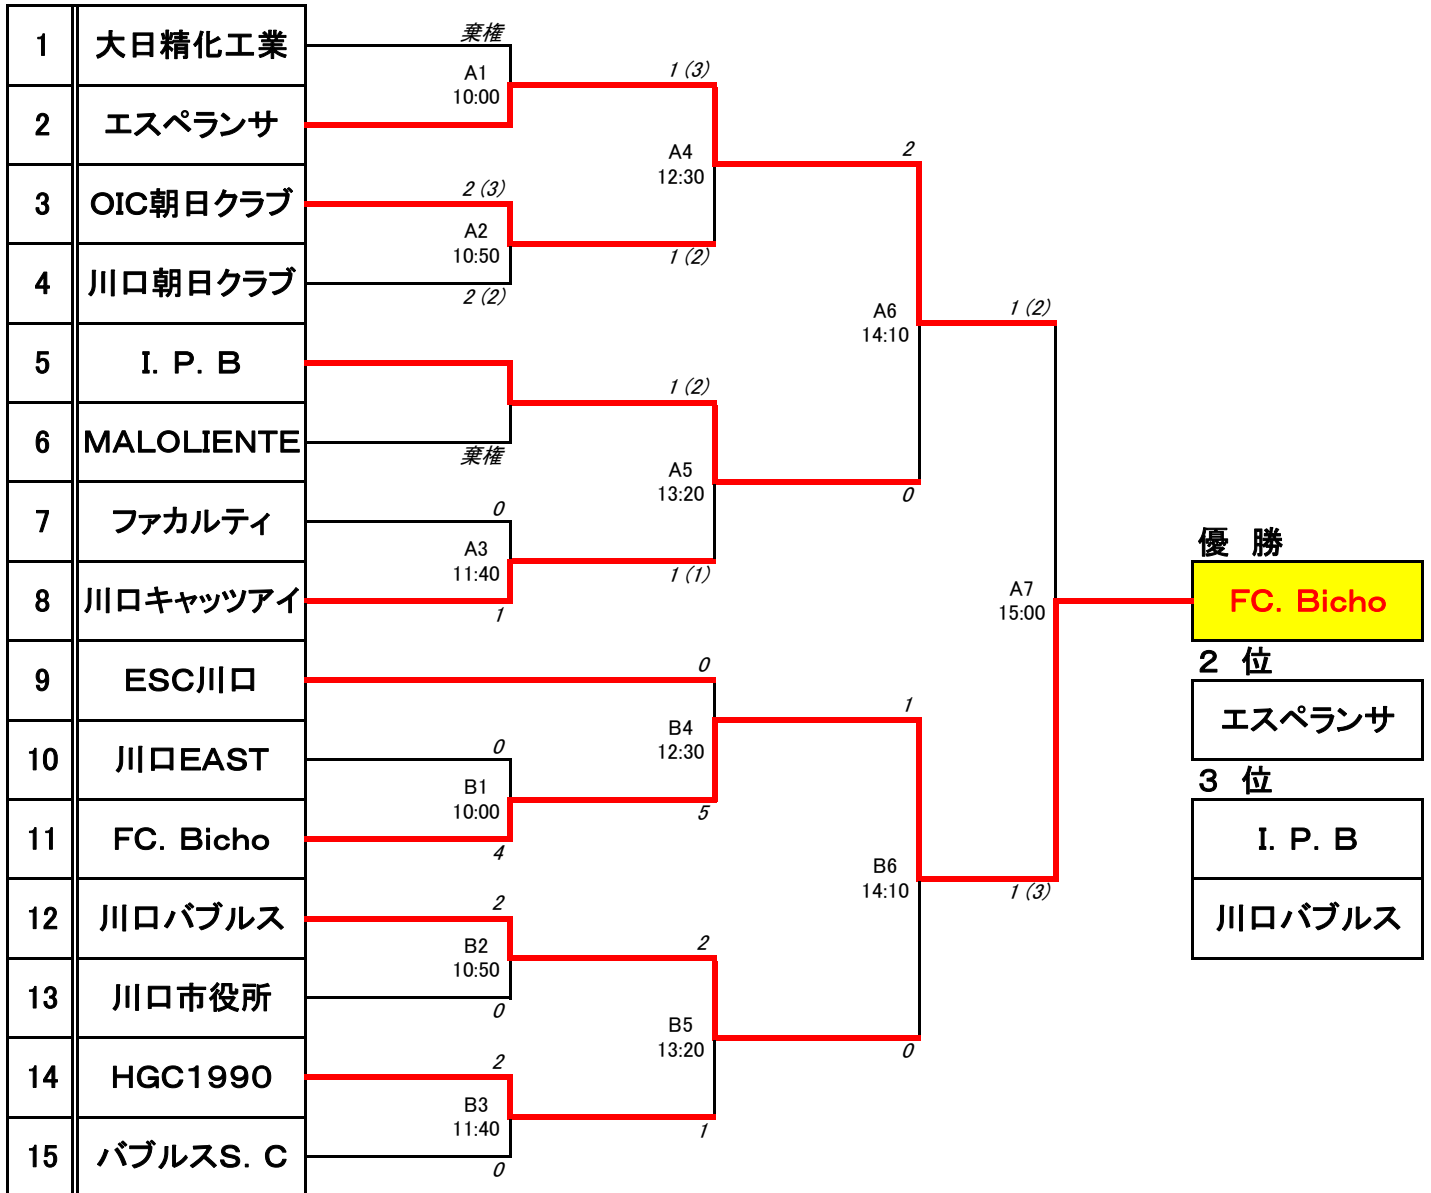 1 大日精化工業
2 エスペランサ
3 OIC朝日クラブ
4 川口朝日クラブ
5 I．P．B
6 MALOLIENTE
7 ファカルティ
8 川口キャッツアイ
9 ESC川口
10 川口EAST
11 FC．Bicho
12 川口バブルス
13 川口市役所
14 HGC1990
15 バブルスS．C
棄権
A1
10:00
2 (3)
A2
10:50
2 (2)
棄権
0
A3
11:40
1
0
B1
10:00
4
2
B2
10:50
0
2
B3
11:40
0
1 (3)
A4
12:30
1 (2)
1 (2)
A5
13:20
1 (1)
0
B4
12:30
5
2
B5
13:20
1
2
A6
14:10
0
1
B6
14:10
0
1 (2)
A7
15:00
1 (3)
優　勝
FC．Bicho
２　位
エスペランサ
３　位
I．P．B
川口バブルス